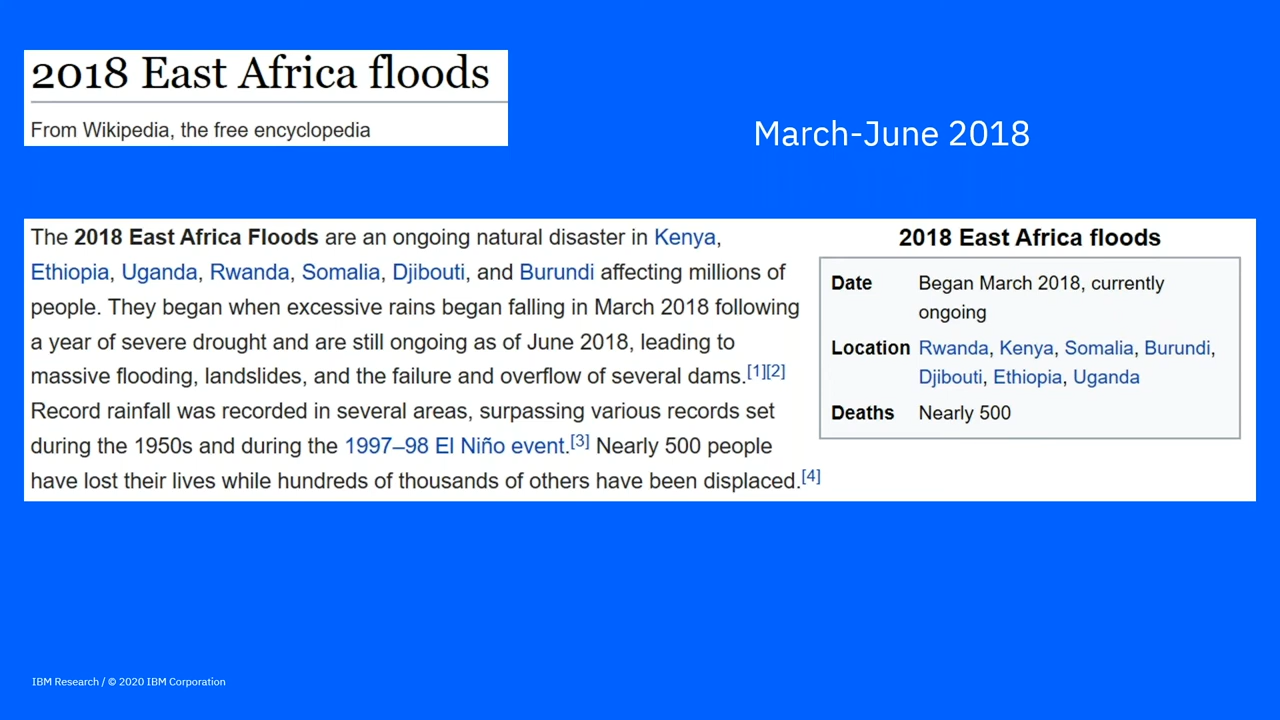 2018 East Africa floods
From Wikipedia, the free encyclopedia
March-June 2018
The 2018 East Africa Floods are an ongoing natural disaster in Kenya,
Ethiopia, Uganda, Rwanda, Somalia, Djibouti, and Burundi affecting millions of
people. They began when excessive rains began falling in March 2018 following
a year of severe drought and are still ongoing as of June 2018, leading to
massive flooding, landslides, and the failure and overflow of several dams.[1][2]
Record rainfall was recorded in several areas, surpassing various records set
during the 1950s and during the 1997–98 El Niño event.[3] Nearly 500 people
have lost their lives while hundreds of thousands of others have been displaced.[4]
2018 East Africa floods
Date Began March 2018, currently
ongoing
Location Rwanda, Kenya, Somalia, Burundi,
Djibouti, Ethiopia, Uganda
Deaths Nearly 500
IBM Research / © 2020 IBM Corporation